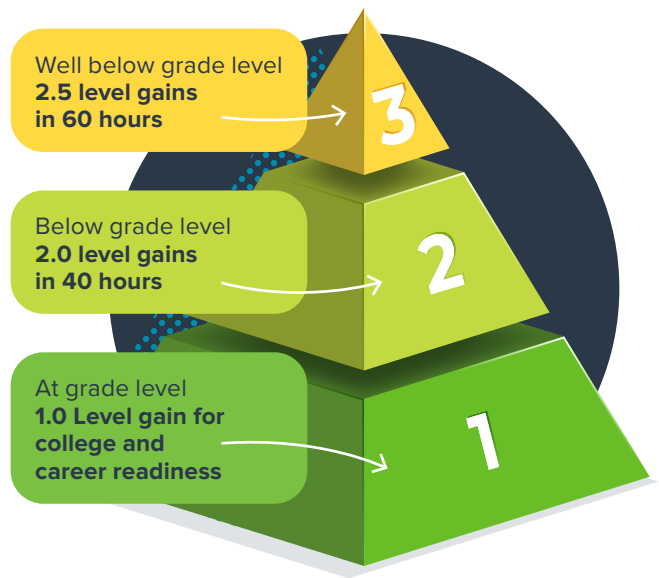 Well below grade level
2.5 level gains
in 60 hours
3
Below grade level
2.0 level gains
in 40 hours
2
At grade level
1.0 Level gain for
college and
career readiness
1